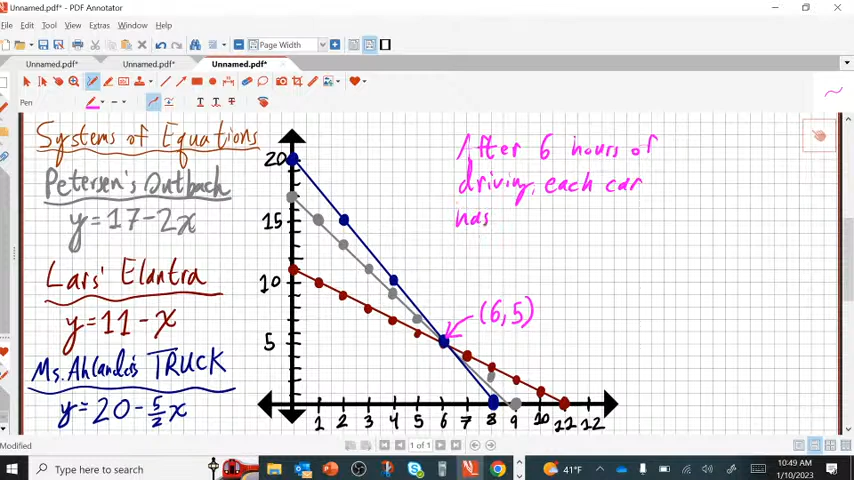 Unnamed.pdf* - PDF Annotator
File Edit Tool View Extras Window Help
Page Width
Unnamed.pdf* Unnamed.pdf* Unnamed.pdf*
Pen
Systems of Equations
Petersen's Outback
y=17-2x
Lars' Elantra
y=11-x
TRUCK
y=20-5/2x
20
15
10
5
1 2 3 4 5 6 7 8 9 10 11 12
(6,5)
After 6 hours of
driving, each car
has
Modified
1 of 1
Type here to search
41°F
10:49 AM
1/10/2023